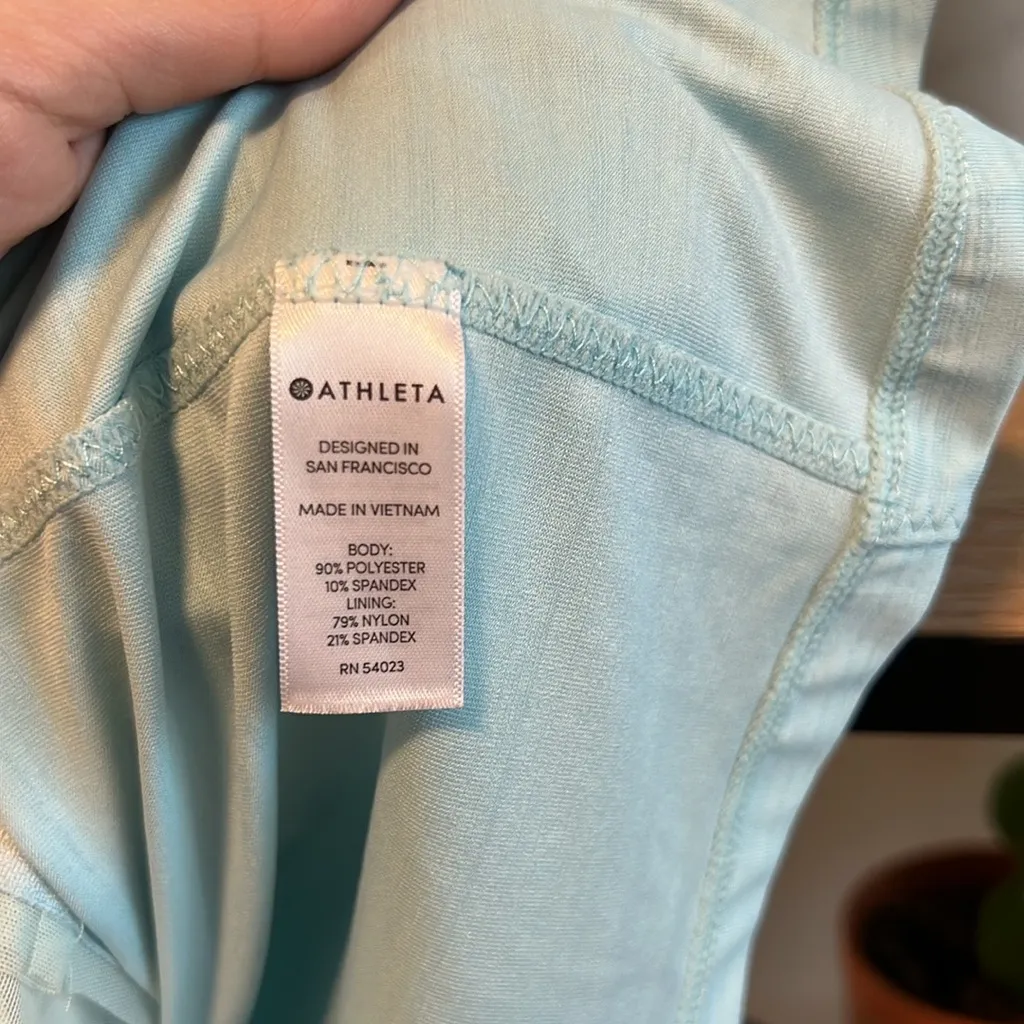 ATHLETA
DESIGNED IN
SAN FRANCISCO
MADE IN VIETNAM
BODY:
90% POLYESTER
10% SPANDEX
LINING:
79% NYLON
21% SPANDEX
RN 54023